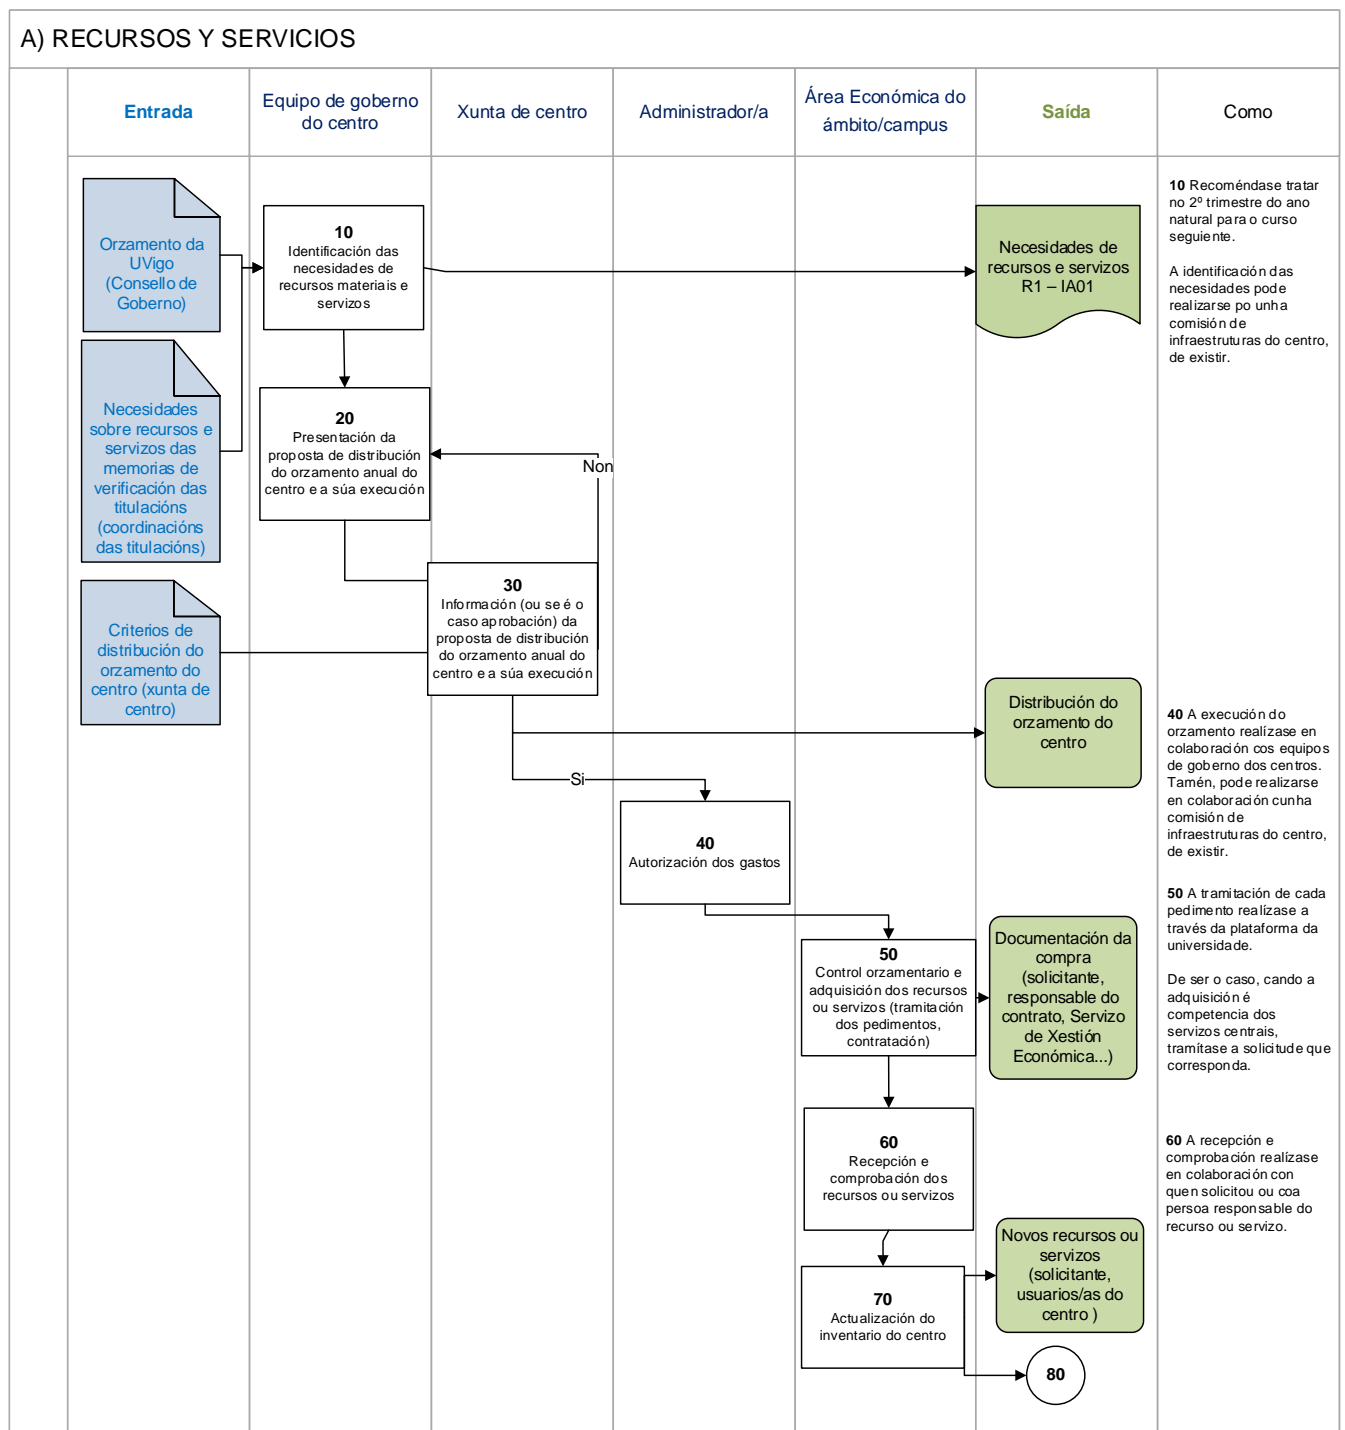 A) RECURSOS Y SERVICIOS
Entrada
Equipo de goberno
do centro
Xunta de centro
Administrador/a
Área Económica do
ámbito/campus
Saída
Como
Orzamento da
UVigo
(Consello de
Goberno)
10
Identificación das
necesidades de
recursos materiais e
servizos
Necesidades de
recursos e servizos
R1 – IA01
10 Recoméndase tratar
no 2º trimestre do ano
natural para o curso
seguiente.
A identificación das
necesidades pode
realizarse po unha
comisión de
infraestruturas do centro,
de existir.
Necesidades
sobre recursos e
servizos das
memorias de
verificación das
titulacións
(coordinacións
das titulacións)
20
Presentación da
proposta de distribución
do orzamento anual do
centro e a súa execución
Non
30
Información (ou se é o
caso aprobación) da
proposta de distribución
do orzamento anual do
centro e a súa execución
Criterios de
distribución do
orzamento do
centro (xunta de
centro)
Distribución do
orzamento do
centro
Si
40
Autorización dos gastos
40 A execución do
orzamento realízase en
colaboración cos equipos
de goberno dos centros.
Tamén, pode realizarse
en colaboración cunha
comisión de
infraestruturas do centro,
de existir.
50
Control orzamentario e
adquisición dos recursos
ou servizos (tramitación
dos pedimentos,
contratación)
Documentación da
compra
(solicitante,
responsable do
contrato, Servizo
de Xestión
Económica...)
50 A tramitación de cada
pedimento realízase a
través da plataforma da
universidade.
De ser o caso, cando a
adquisición é
competencia dos
servizos centrais,
tramítase a solicitude que
corresponda.
60
Recepción e
comprobación dos
recursos ou servizos
60 A recepción e
comprobación realízase
en colaboración con
quen solicitou ou coa
persoa responsable do
recurso ou servizo.
70
Actualización do
inventario do centro
Novos recursos ou
servizos
(solicitante,
usuarios/as do
centro )
80